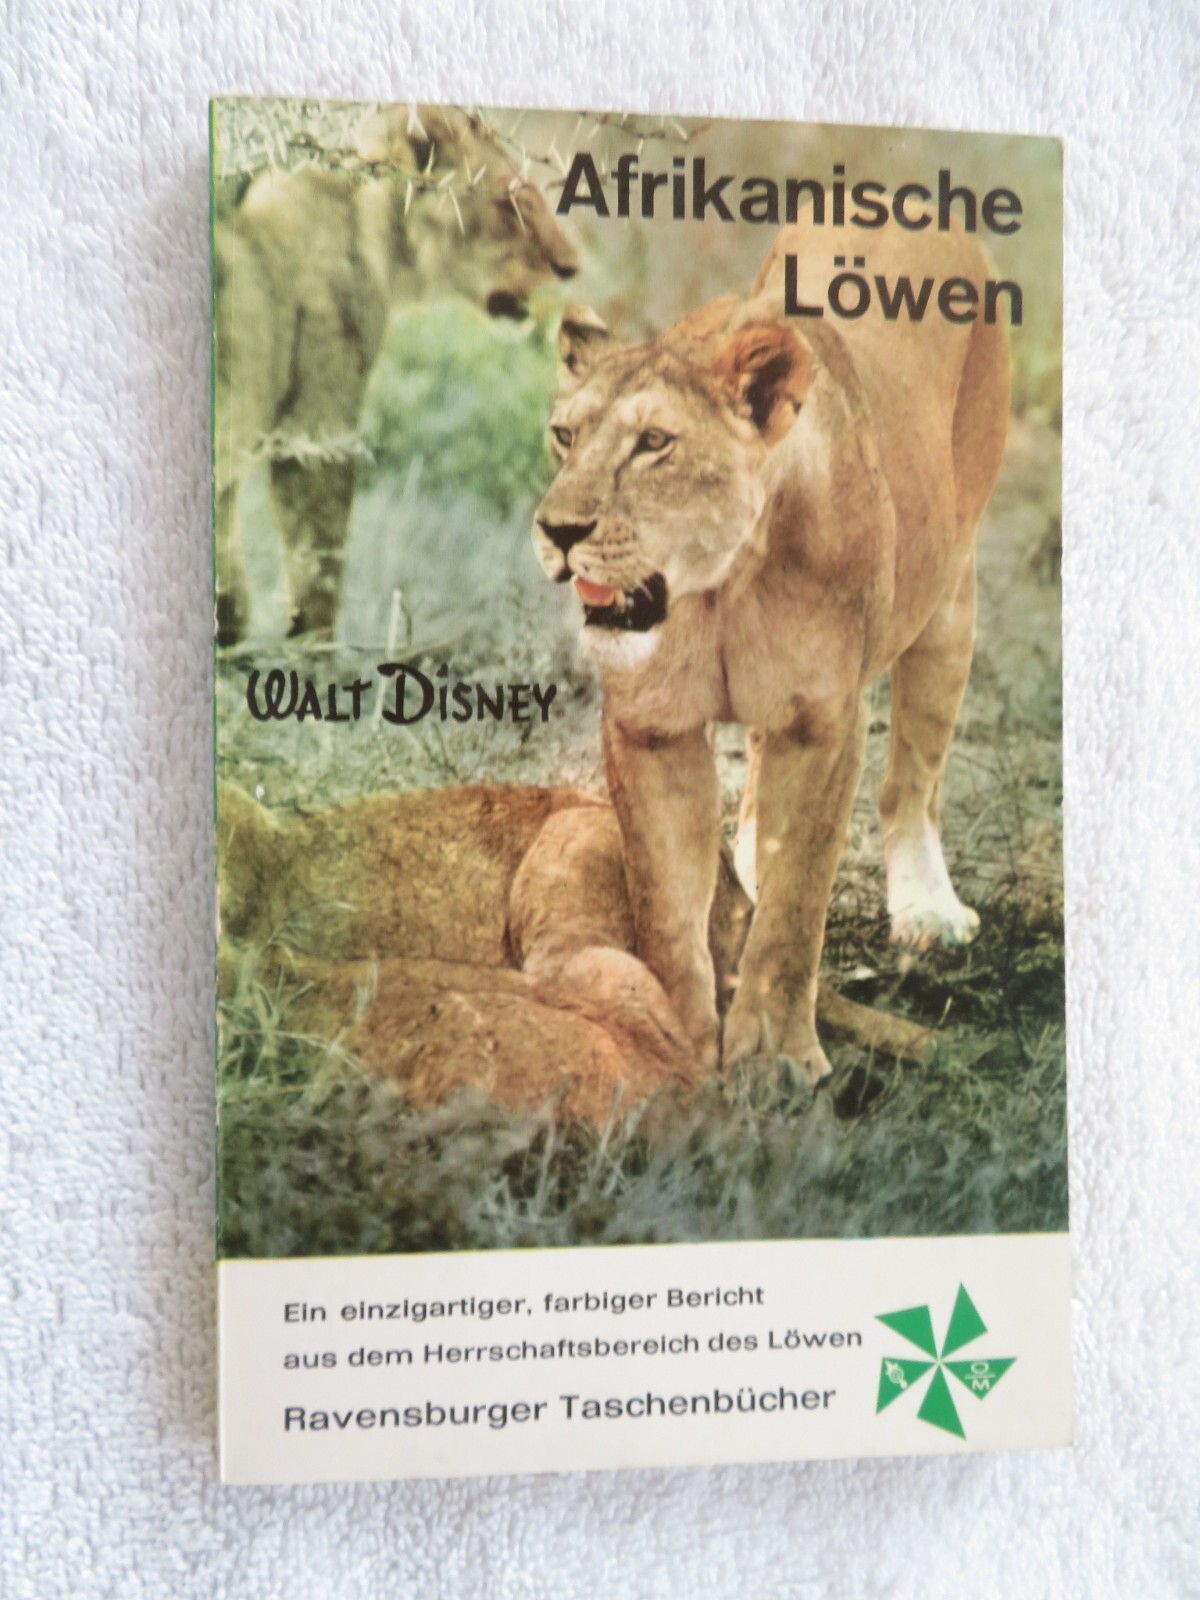 Afrikanische
Löwen
WALT DISNEY
Ein einzigartiger, farbiger Bericht
aus dem Herrschaftsbereich des Löwen
Ravensburger Taschenbücher
O
M